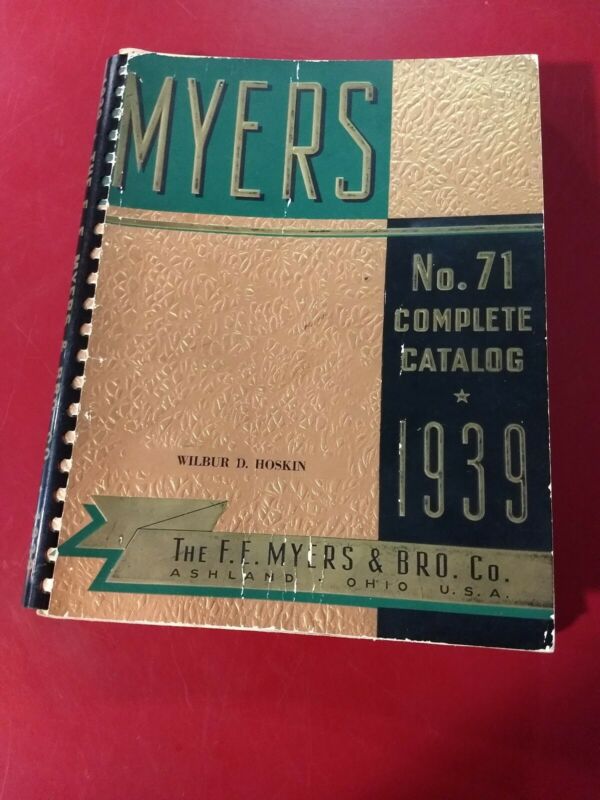 MYERS
No. 71
COMPLETE
CATALOG
1939
WILBUR D. HOSKIN
THE F. E. MYERS & BRO. CO.
ASHLAND · OHIO U.S.A.